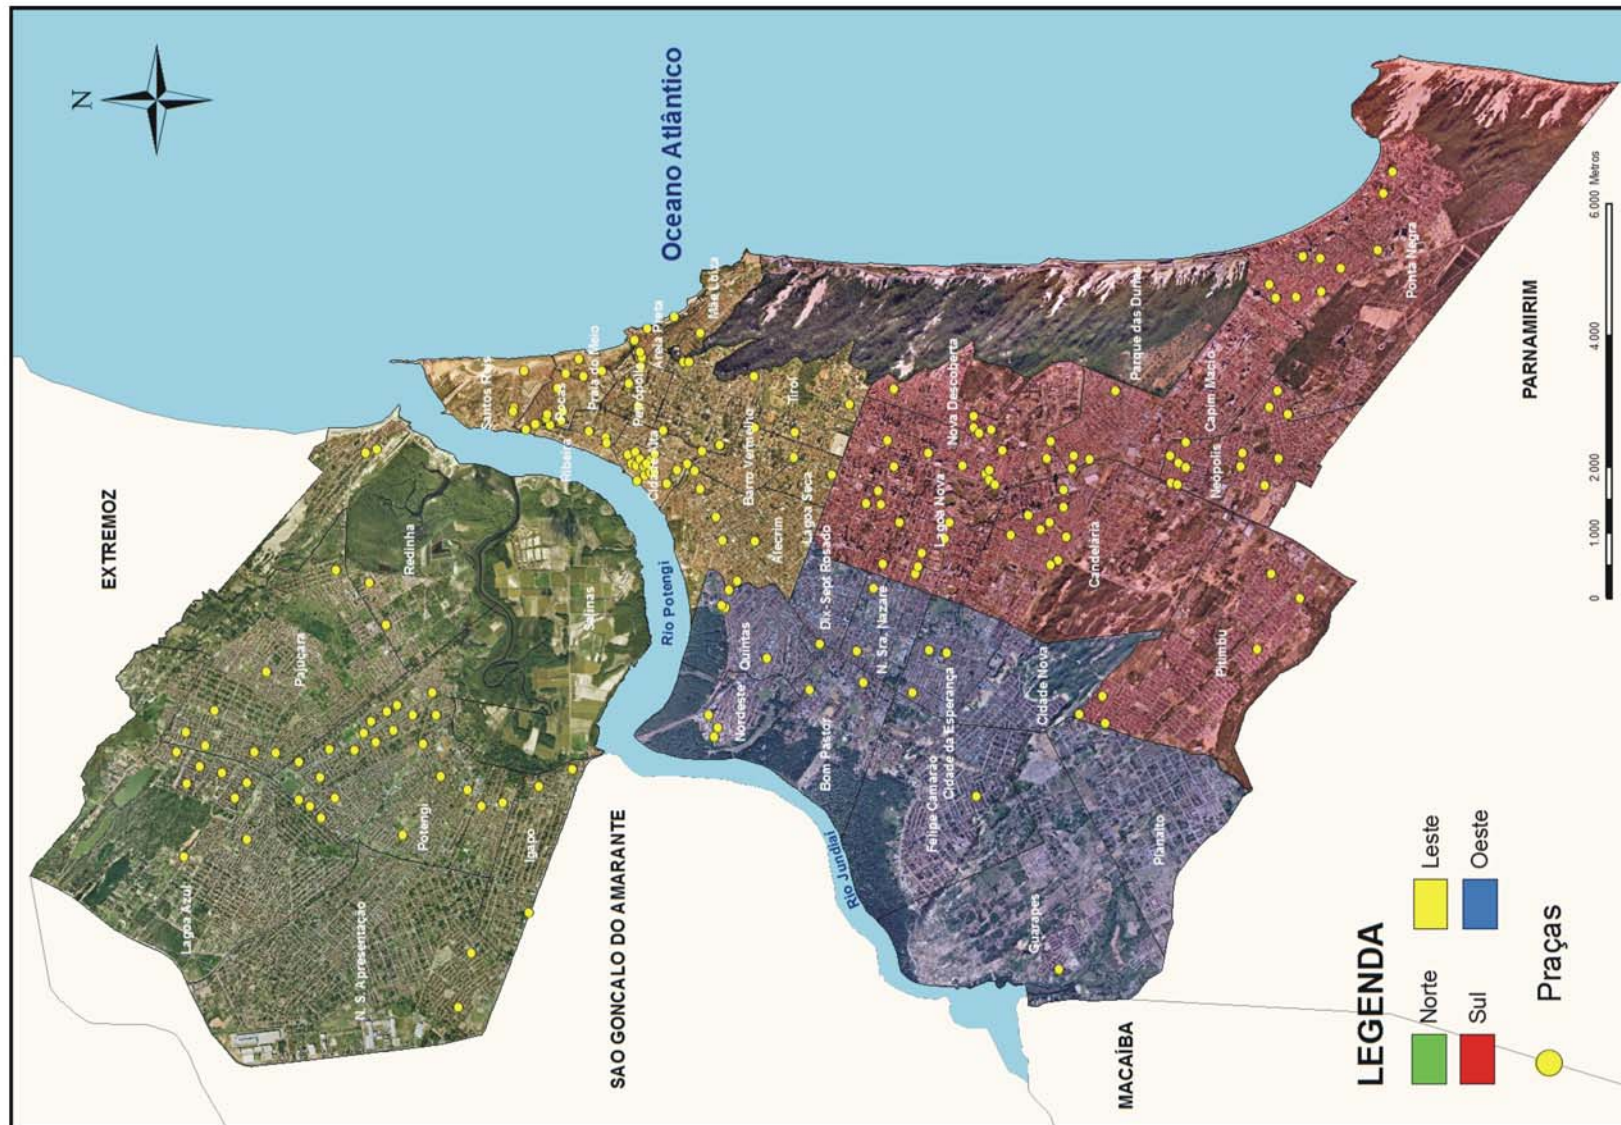 N
Oceano Atlântico
EXTREMOZ
Redinha
Salinas
Pajuçara
Lagoa Azul
Potengi
N. S. Apresentação
Igapo
SAO GONCALO DO AMARANTE
Rio Potengi
Rio Jundiai
Santos Reis
Rocas
Ribeira
Praia do Meio
Petrópolis
Areia Preta
Mãe Luiza
Cidade Alta
Barro Vermelho
Tirol
Alecrim
Lagoa Seca
Quintas
Nordeste
Dix-Sept Rosado
N. Sra. Nazaré
Bom Pastor
Cidade da Esperança
Felipe Camarão
Cidade Nova
Guarapes
Planalto
Nova Descoberta
Lagoa Nova
Candelária
Parque das Dunas
Capim Macio
Neópolis
Ponta Negra
Pitimbu
PARNAMIRIM
MACAÍBA
0
1.000
2.000
4.000
6.000 Metros
LEGENDA
Norte
Leste
Sul
Oeste
Praças